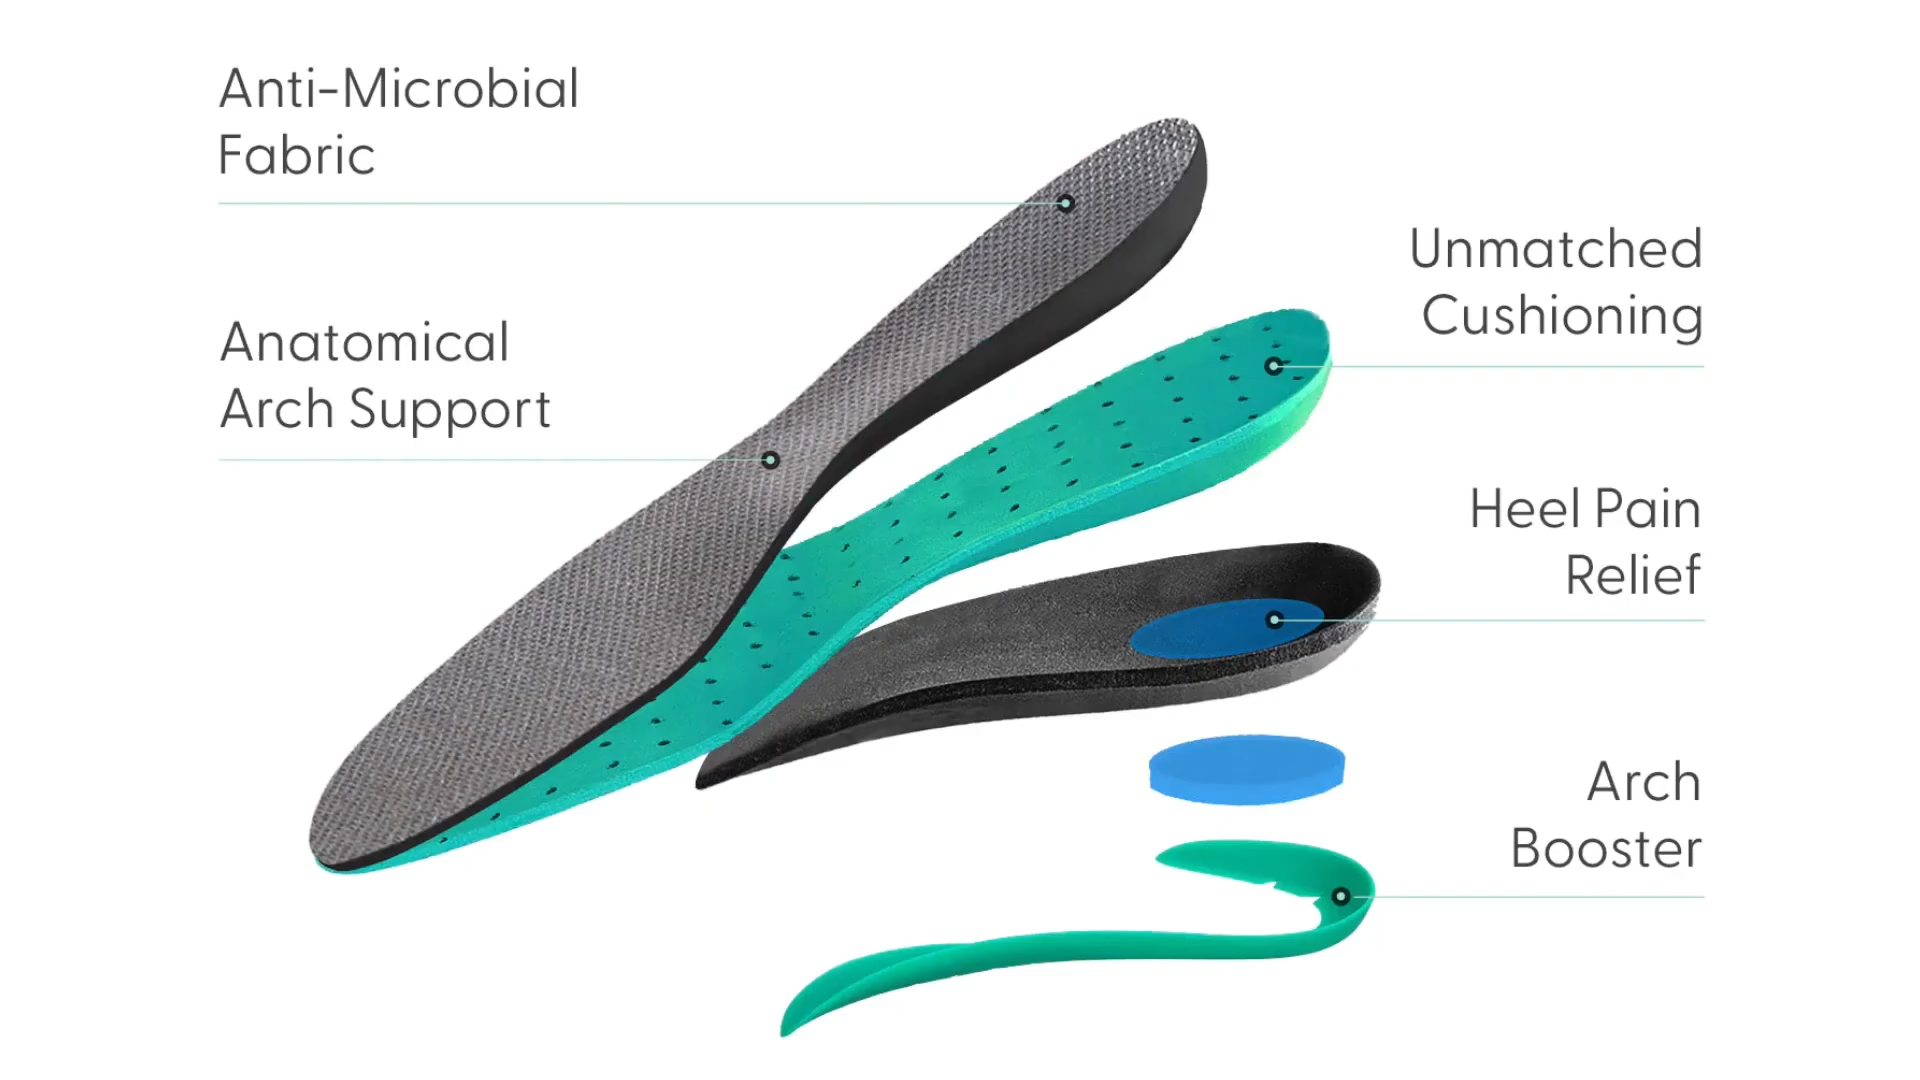 Anti-Microbial
Fabric
Anatomical
Arch Support
Unmatched
Cushioning
Heel Pain
Relief
Arch
Booster